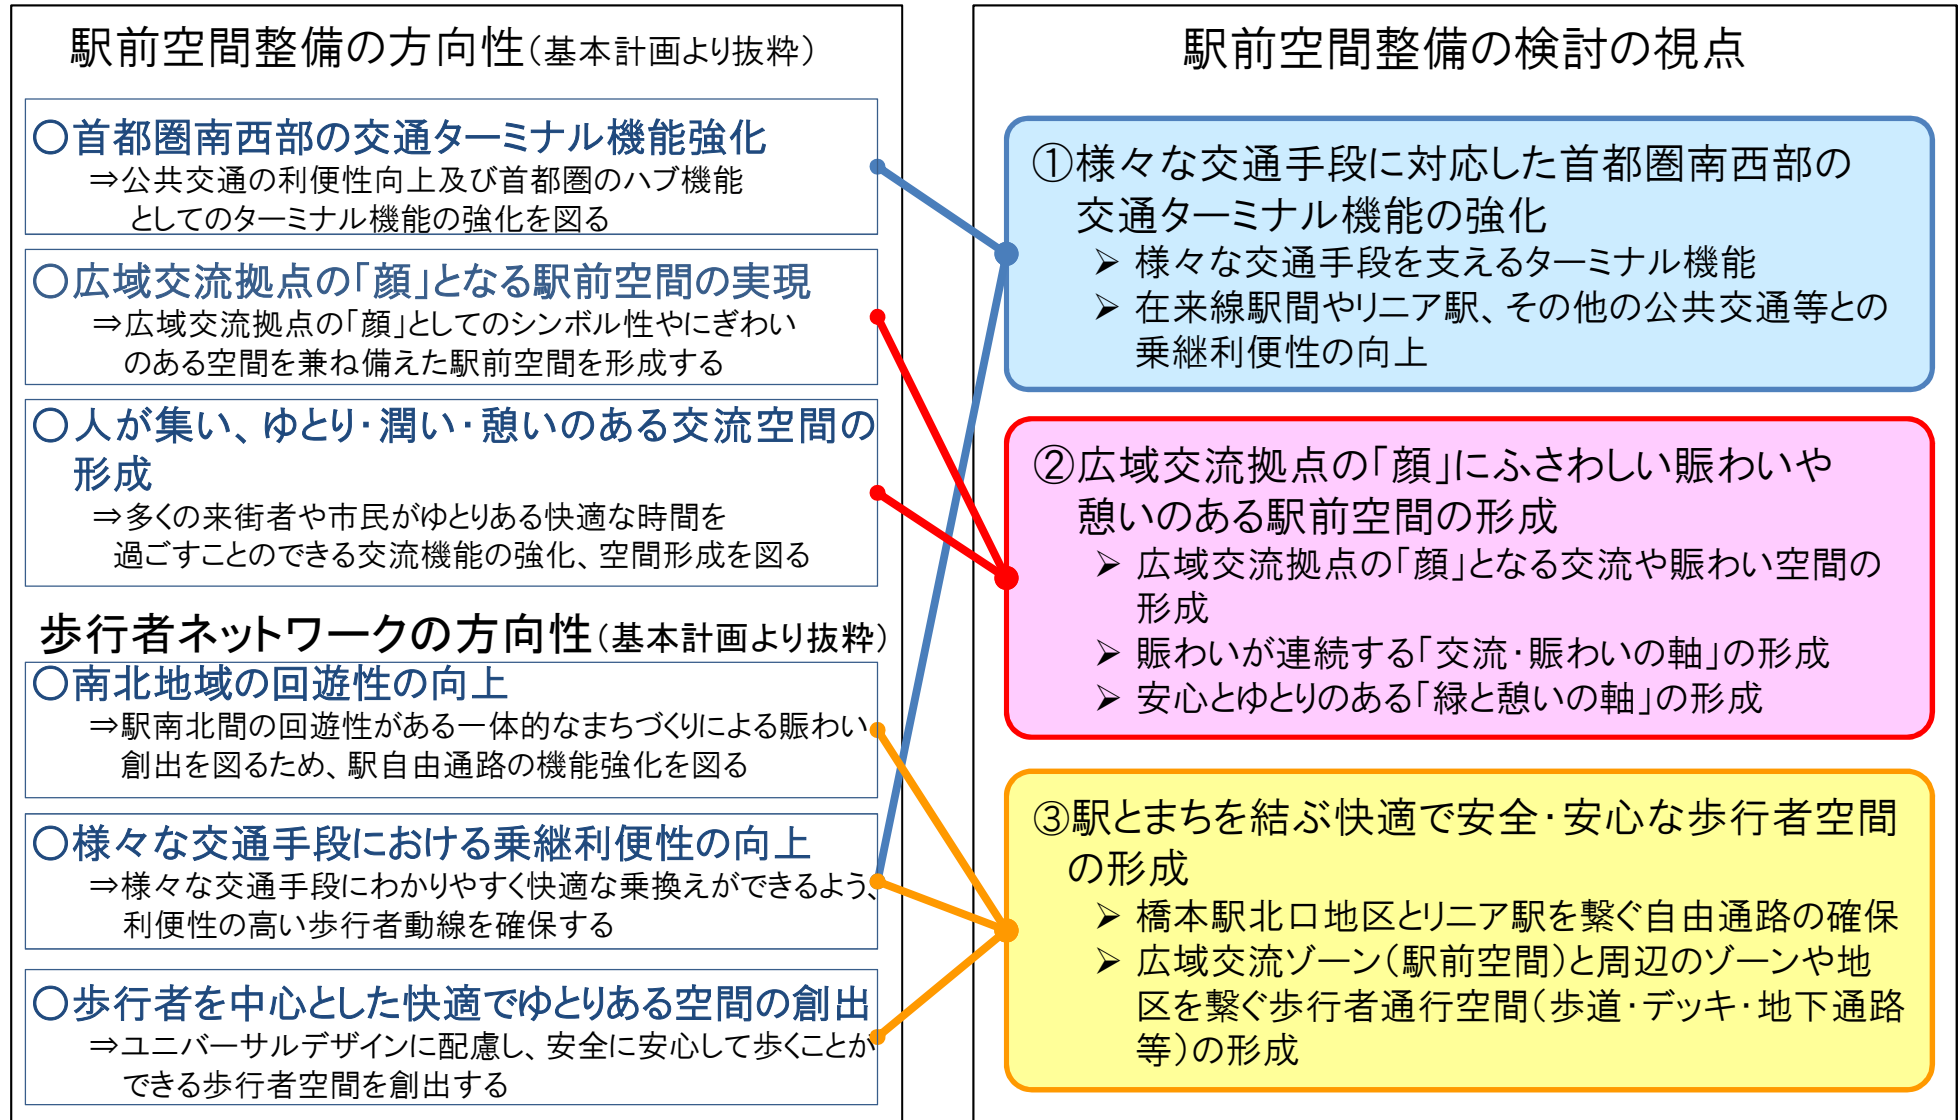 駅前空間整備の方向性(基本計画より抜粋)
○首都圏南西部の交通ターミナル機能強化
⇒公共交通の利便性向上及び首都圏のハブ機能
としてのターミナル機能の強化を図る
○広域交流拠点の「顔」となる駅前空間の実現
⇒広域交流拠点の「顔」としてのシンボル性やにぎわい
のある空間を兼ね備えた駅前空間を形成する
○人が集い、ゆとり・潤い・憩いのある交流空間の
形成
⇒多くの来街者や市民がゆとりある快適な時間を
過ごすことのできる交流機能の強化、空間形成を図る
歩行者ネットワークの方向性(基本計画より抜粋)
○南北地域の回遊性の向上
⇒駅南北間の回遊性がある一体的なまちづくりによる賑わい
創出を図るため、駅自由通路の機能強化を図る
○様々な交通手段における乗継利便性の向上
⇒様々な交通手段にわかりやすく快適な乗換えができるよう、
利便性の高い歩行者動線を確保する
○歩行者を中心とした快適でゆとりある空間の創出
⇒ユニバーサルデザインに配慮し、安全に安心して歩くことが
できる歩行者空間を創出する
駅前空間整備の検討の視点
①様々な交通手段に対応した首都圏南西部の
交通ターミナル機能の強化
➢ 様々な交通手段を支えるターミナル機能
➢ 在来線駅間やリニア駅、その他の公共交通等との
乗継利便性の向上
②広域交流拠点の「顔」にふさわしい賑わいや
憩いのある駅前空間の形成
➢ 広域交流拠点の「顔」となる交流や賑わい空間の
形成
➢ 賑わいが連続する「交流・賑わいの軸」の形成
➢ 安心とゆとりのある「緑と憩いの軸」の形成
③駅とまちを結ぶ快適で安全・安心な歩行者空間
の形成
➢ 橋本駅北口地区とリニア駅を繋ぐ自由通路の確保
➢ 広域交流ゾーン(駅前空間)と周辺のゾーンや地
区を繋ぐ歩行者通行空間(歩道・デッキ・地下通路
等)の形成